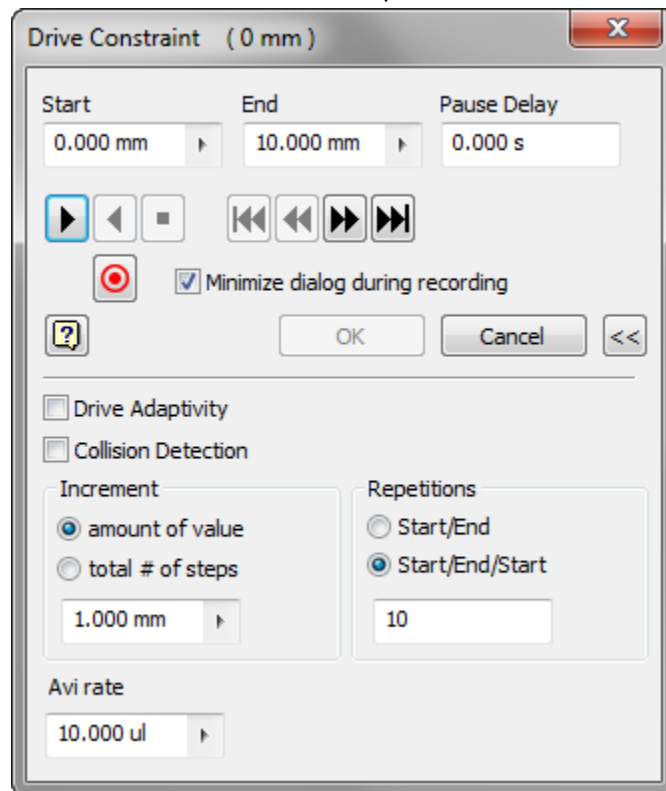 Drive Constraint ( 0 mm )
Start End Pause Delay
0.000 mm 10.000 mm 0.000 s
Minimize dialog during recording
? OK Cancel <<
Drive Adaptivity
Collision Detection
Increment Repetitions
amount of value Start/End
total # of steps Start/End/Start
1.000 mm 10
Avi rate
10.000 ul